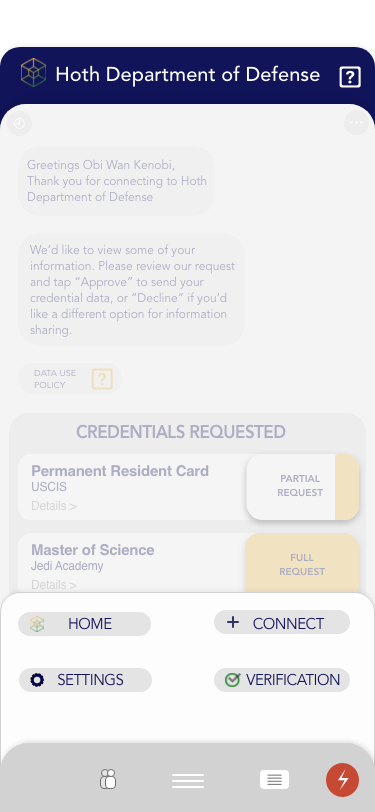 Hoth Department of Defense
Greetings Obi Wan Kenobi,
Thank you for connecting to Hoth
Department of Defense
We'd like to view some of your
information. Please review our request
and tap “Approve” to send your
credential data, or “Decline” if you'd
like a different option for information
sharing.
DATA USE
POLICY
CREDENTIALS REQUESTED
Permanent Resident Card
USCIS
Details >
PARTIAL
REQUEST
Master of Science
Jedi Academy
Details >
FULL
REQUEST
HOME
CONNECT
SETTINGS
VERIFICATION